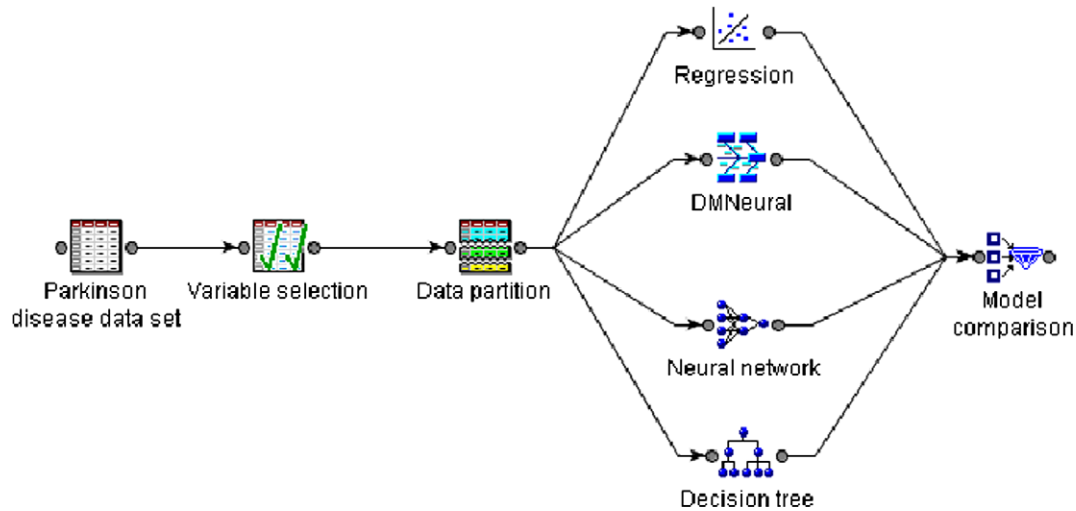 Regression
DMNeural
Parkinson
disease data set
Variable selection
Data partition
Model
comparison
Neural network
Decision tree